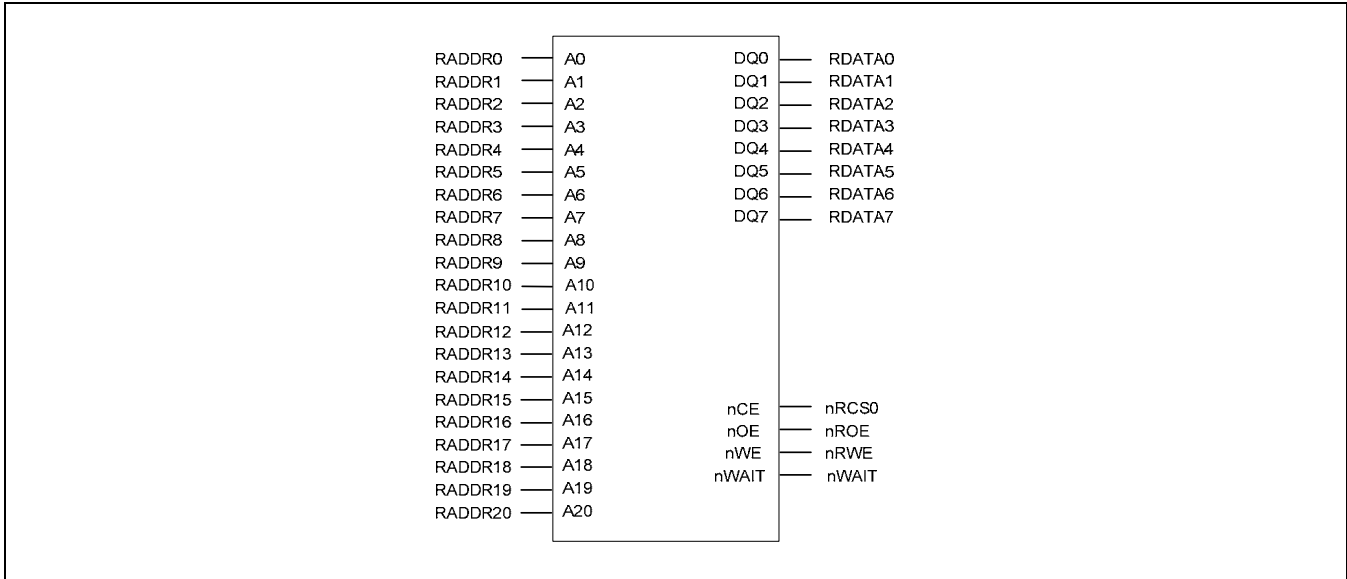 RADDR0 A0 DQ0 RDATA0
RADDR1 A1 DQ1 RDATA1
RADDR2 A2 DQ2 RDATA2
RADDR3 A3 DQ3 RDATA3
RADDR4 A4 DQ4 RDATA4
RADDR5 A5 DQ5 RDATA5
RADDR6 A6 DQ6 RDATA6
RADDR7 A7 DQ7 RDATA7
RADDR8 A8
RADDR9 A9
RADDR10 A10
RADDR11 A11
RADDR12 A12
RADDR13 A13
RADDR14 A14
RADDR15 A15 nCE nRCS0
RADDR16 A16 nOE nROE
RADDR17 A17 nWE nRWE
RADDR18 A18 nWAIT nWAIT
RADDR19 A19
RADDR20 A20